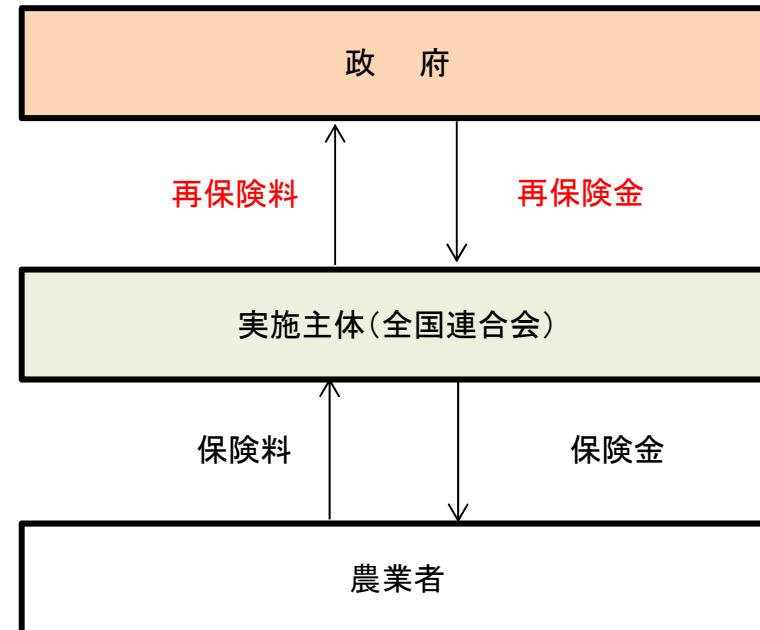 政　府
再保険料
再保険金
実施主体(全国連合会)
保険料
保険金
農業者